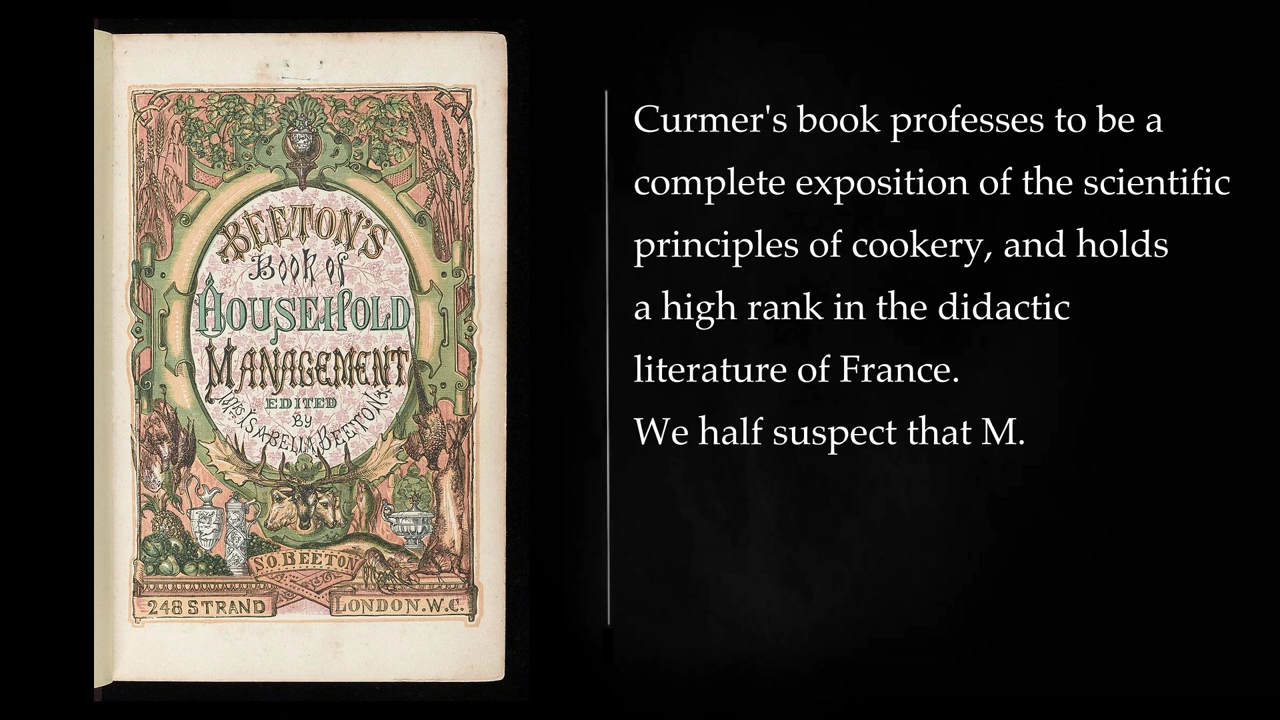 BEETON'S
Book of
HOUSEHOLD
MANAGEMENT
EDITED
By
MRS ISABELLA BEETON
S.O. BEETON
248 STRAND
LONDON. W.C.
Curmer's book professes to be a
complete exposition of the scientific
principles of cookery, and holds
a high rank in the didactic
literature of France.
We half suspect that M.